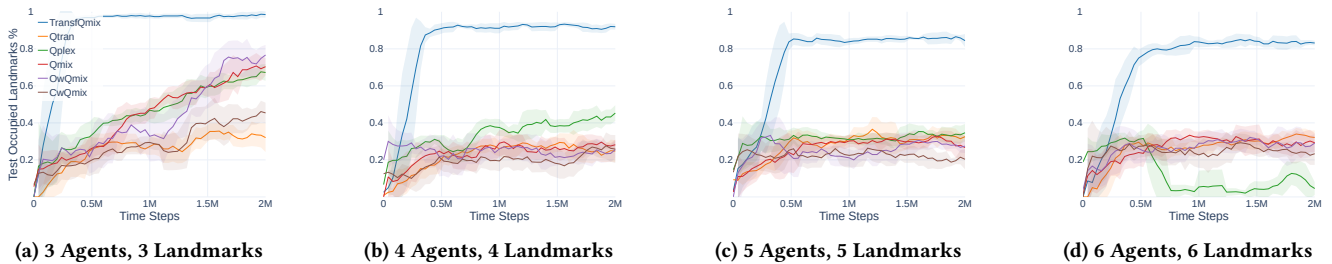 Test Occupied Landmarks %
1
0.8
0.6
0.4
0.2
TransfQmix
Qtran
Qplex
Qmix
OwQmix
CwQmix
0 0.5M 1M 1.5M 2M
Time Steps
(a) 3 Agents, 3 Landmarks
1
0.8
0.6
0.4
0.2
0 0.5M 1M 1.5M 2M
Time Steps
(b) 4 Agents, 4 Landmarks
1
0.8
0.6
0.4
0.2
0 0.5M 1M 1.5M 2M
Time Steps
(c) 5 Agents, 5 Landmarks
1
0.8
0.6
0.4
0.2
0 0.5M 1M 1.5M 2M
Time Steps
(d) 6 Agents, 6 Landmarks